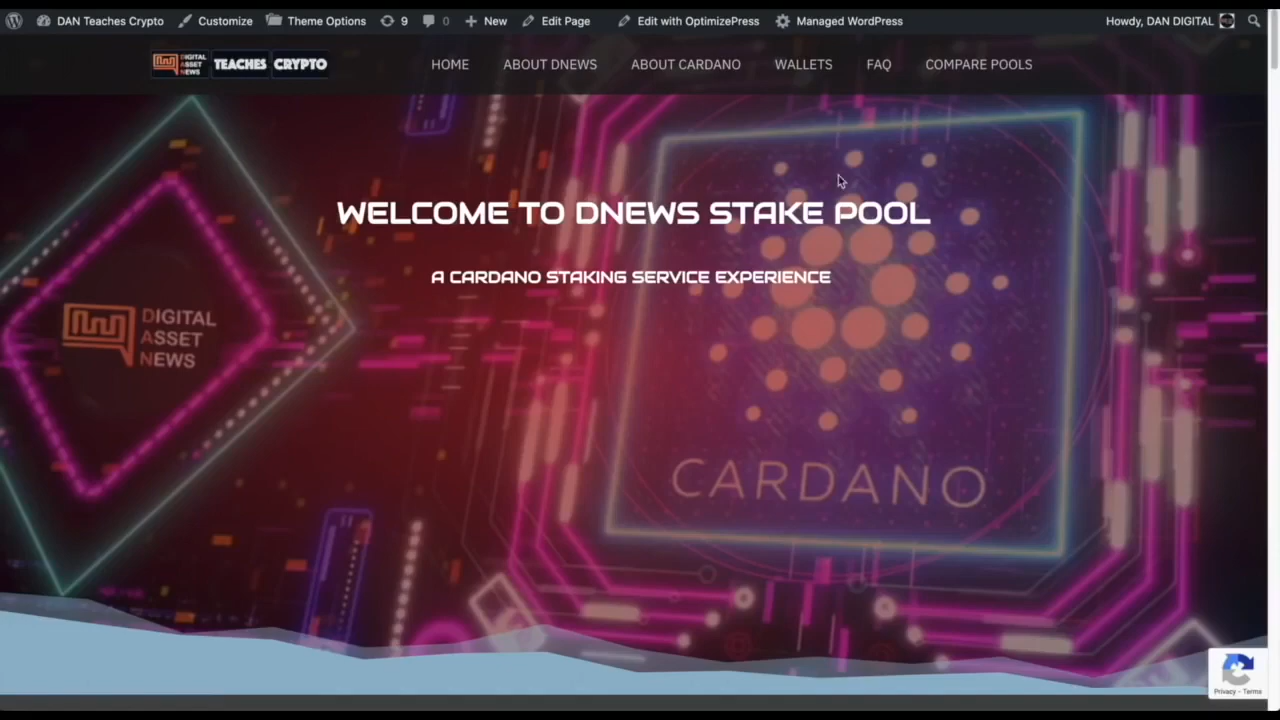 DAN Teaches Crypto Customize Theme Options 9 0 New Edit Page Edit with OptimizePress Managed WordPress Howdy, DAN DIGITAL
DIGITAL ASSET NEWS TEACHES CRYPTO HOME ABOUT DNEWS ABOUT CARDANO WALLETS FAQ COMPARE POOLS
WELCOME TO DNEWS STAKE POOL
A CARDANO STAKING SERVICE EXPERIENCE
DIGITAL
ASSET
NEWS
CARDANO
Privacy - Terms